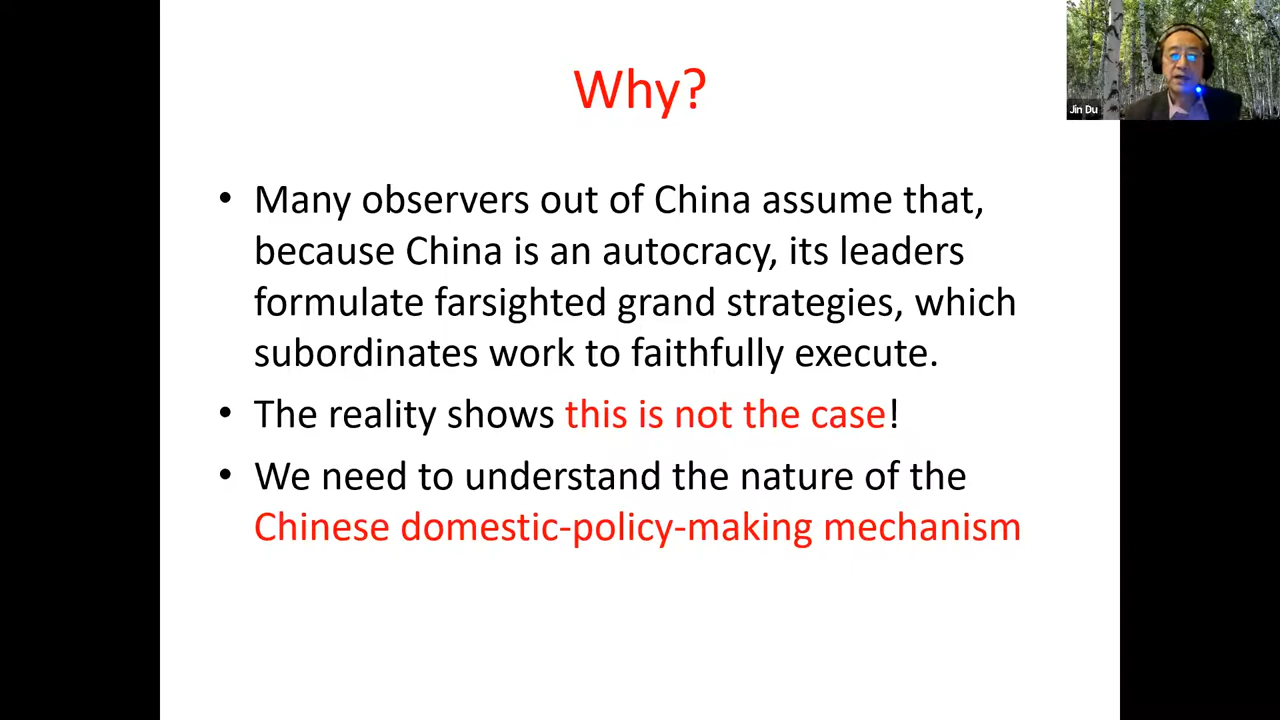 Why?
Jin Du
• Many observers out of China assume that,
because China is an autocracy, its leaders
formulate farsighted grand strategies, which
subordinates work to faithfully execute.
• The reality shows this is not the case!
• We need to understand the nature of the
Chinese domestic-policy-making mechanism